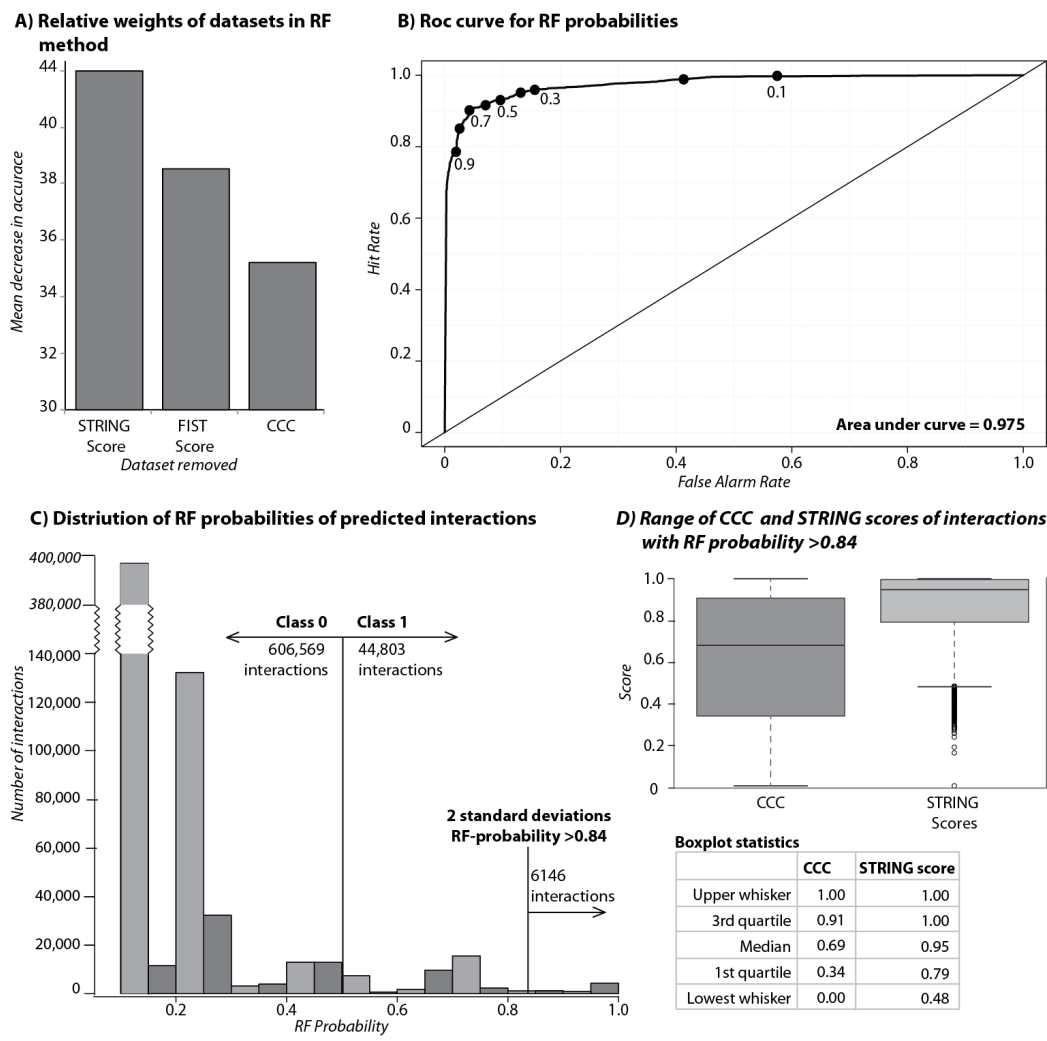 A) Relative weights of datasets in RF
method
44
40
38
36
34
32
30
Mean decrease in accurace
STRING
Score
FIST
Score
CCC
Dataset removed
B) Roc curve for RF probabilities
1.0
0.8
0.6
0.4
0.2
0
Hit Rate
0.9
0.7
0.5
0.3
0.1
Area under curve = 0.975
0 0.2 0.4 0.6 0.8 1.0
False Alarm Rate
C) Distriution of RF probabilities of predicted interactions
400,000
380,000
140,000
120,000
100,000
80,000
60,000
40,000
20,000
0
Number of interactions
Class 0 Class 1
606,569 44,803
interactions interactions
2 standard deviations
RF-probability >0.84
6146
interactions
0.2 0.4 0.6 0.8 1.0
RF Probability
D) Range of CCC and STRING scores of interactions
with RF probability >0.84
1.0
0.8
0.6
0.4
0.2
0
Score
CCC
STRING
Scores
Boxplot statistics
CCC STRING score
Upper whisker 1.00 1.00
3rd quartile 0.91 1.00
Median 0.69 0.95
1st quartile 0.34 0.79
Lowest whisker 0.00 0.48